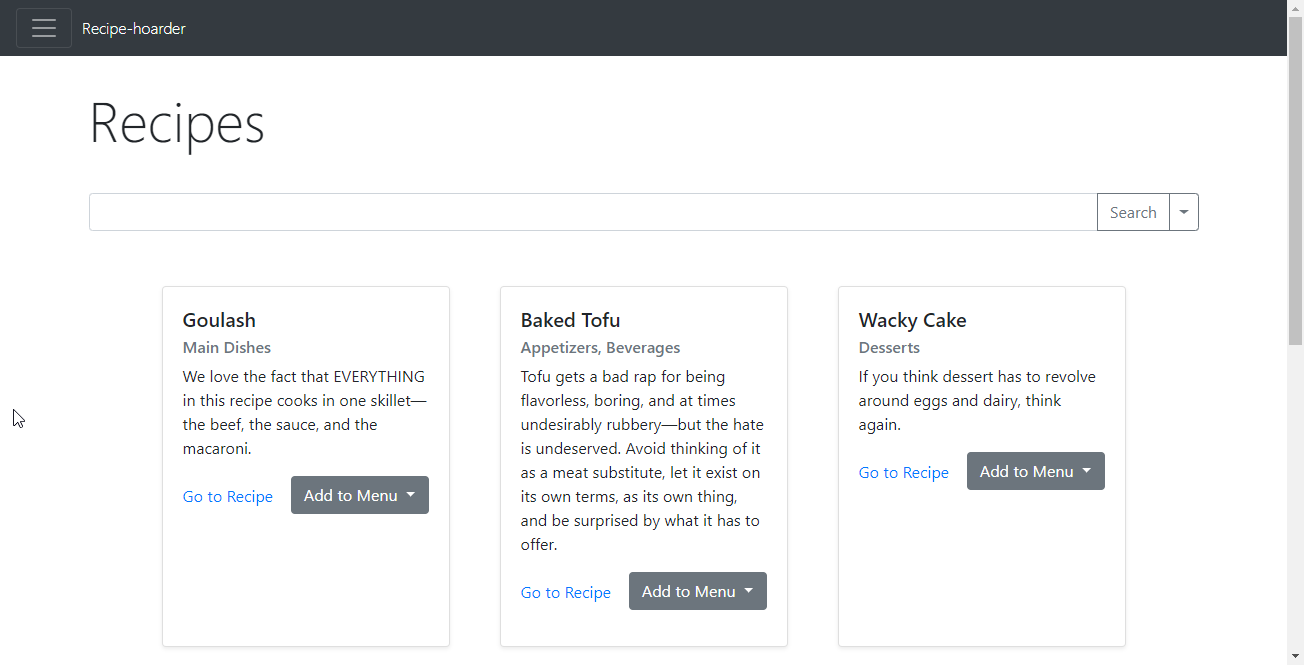 Recipe-hoarder
Recipes
Search
Goulash
Main Dishes
We love the fact that EVERYTHING
in this recipe cooks in one skillet—
the beef, the sauce, and the
macaroni.
Go to Recipe
Add to Menu
Baked Tofu
Appetizers, Beverages
Tofu gets a bad rap for being
flavorless, boring, and at times
undesirably rubbery—but the hate
is undeserved. Avoid thinking of it
as a meat substitute, let it exist on
its own terms, as its own thing,
and be surprised by what it has to
offer.
Go to Recipe
Add to Menu
Wacky Cake
Desserts
If you think dessert has to revolve
around eggs and dairy, think
again.
Go to Recipe
Add to Menu